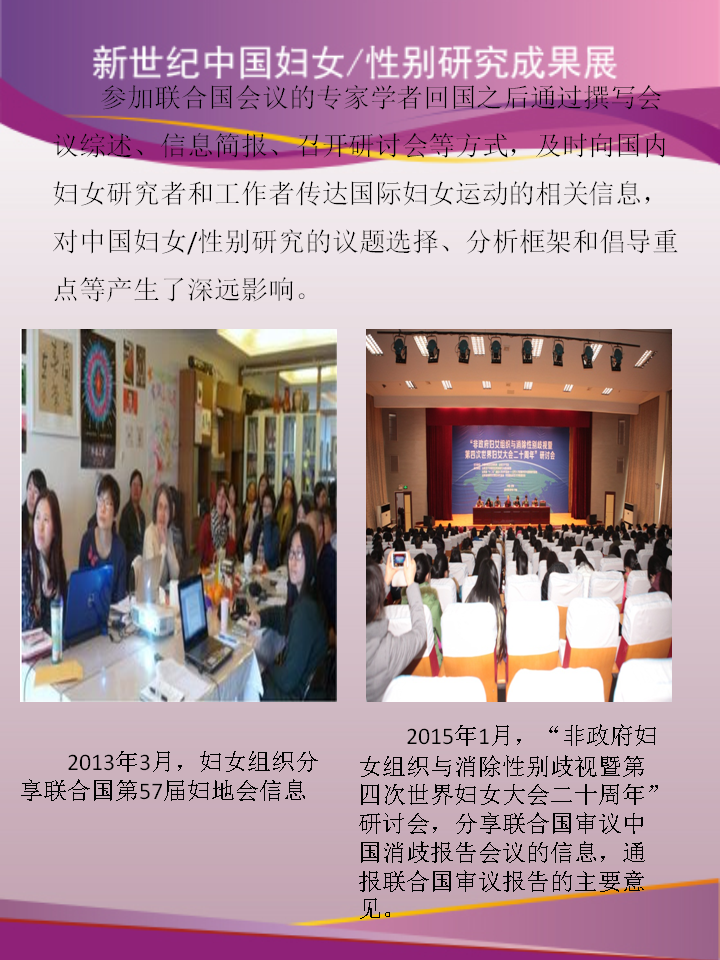 新世纪中国妇女/性别研究成果展
参加联合国会议的专家学者回国之后通过撰写会
议综述、信息简报、召开研讨会等方式，及时向国内
妇女研究者和工作者传达国际妇女运动的相关信息，
对中国妇女/性别研究的议题选择、分析框架和倡导重
点等产生了深远影响。
“非政府妇女组织与消除性别歧视暨
第四次世界妇女大会二十周年”研讨会
2013年3月，妇女组织分
享联合国第57届妇地会信息
2015年1月，“非政府妇
女组织与消除性别歧视暨第
四次世界妇女大会二十周年”
研讨会，分享联合国审议中
国消歧报告会议的信息，通
报联合国审议报告的主要意
见。